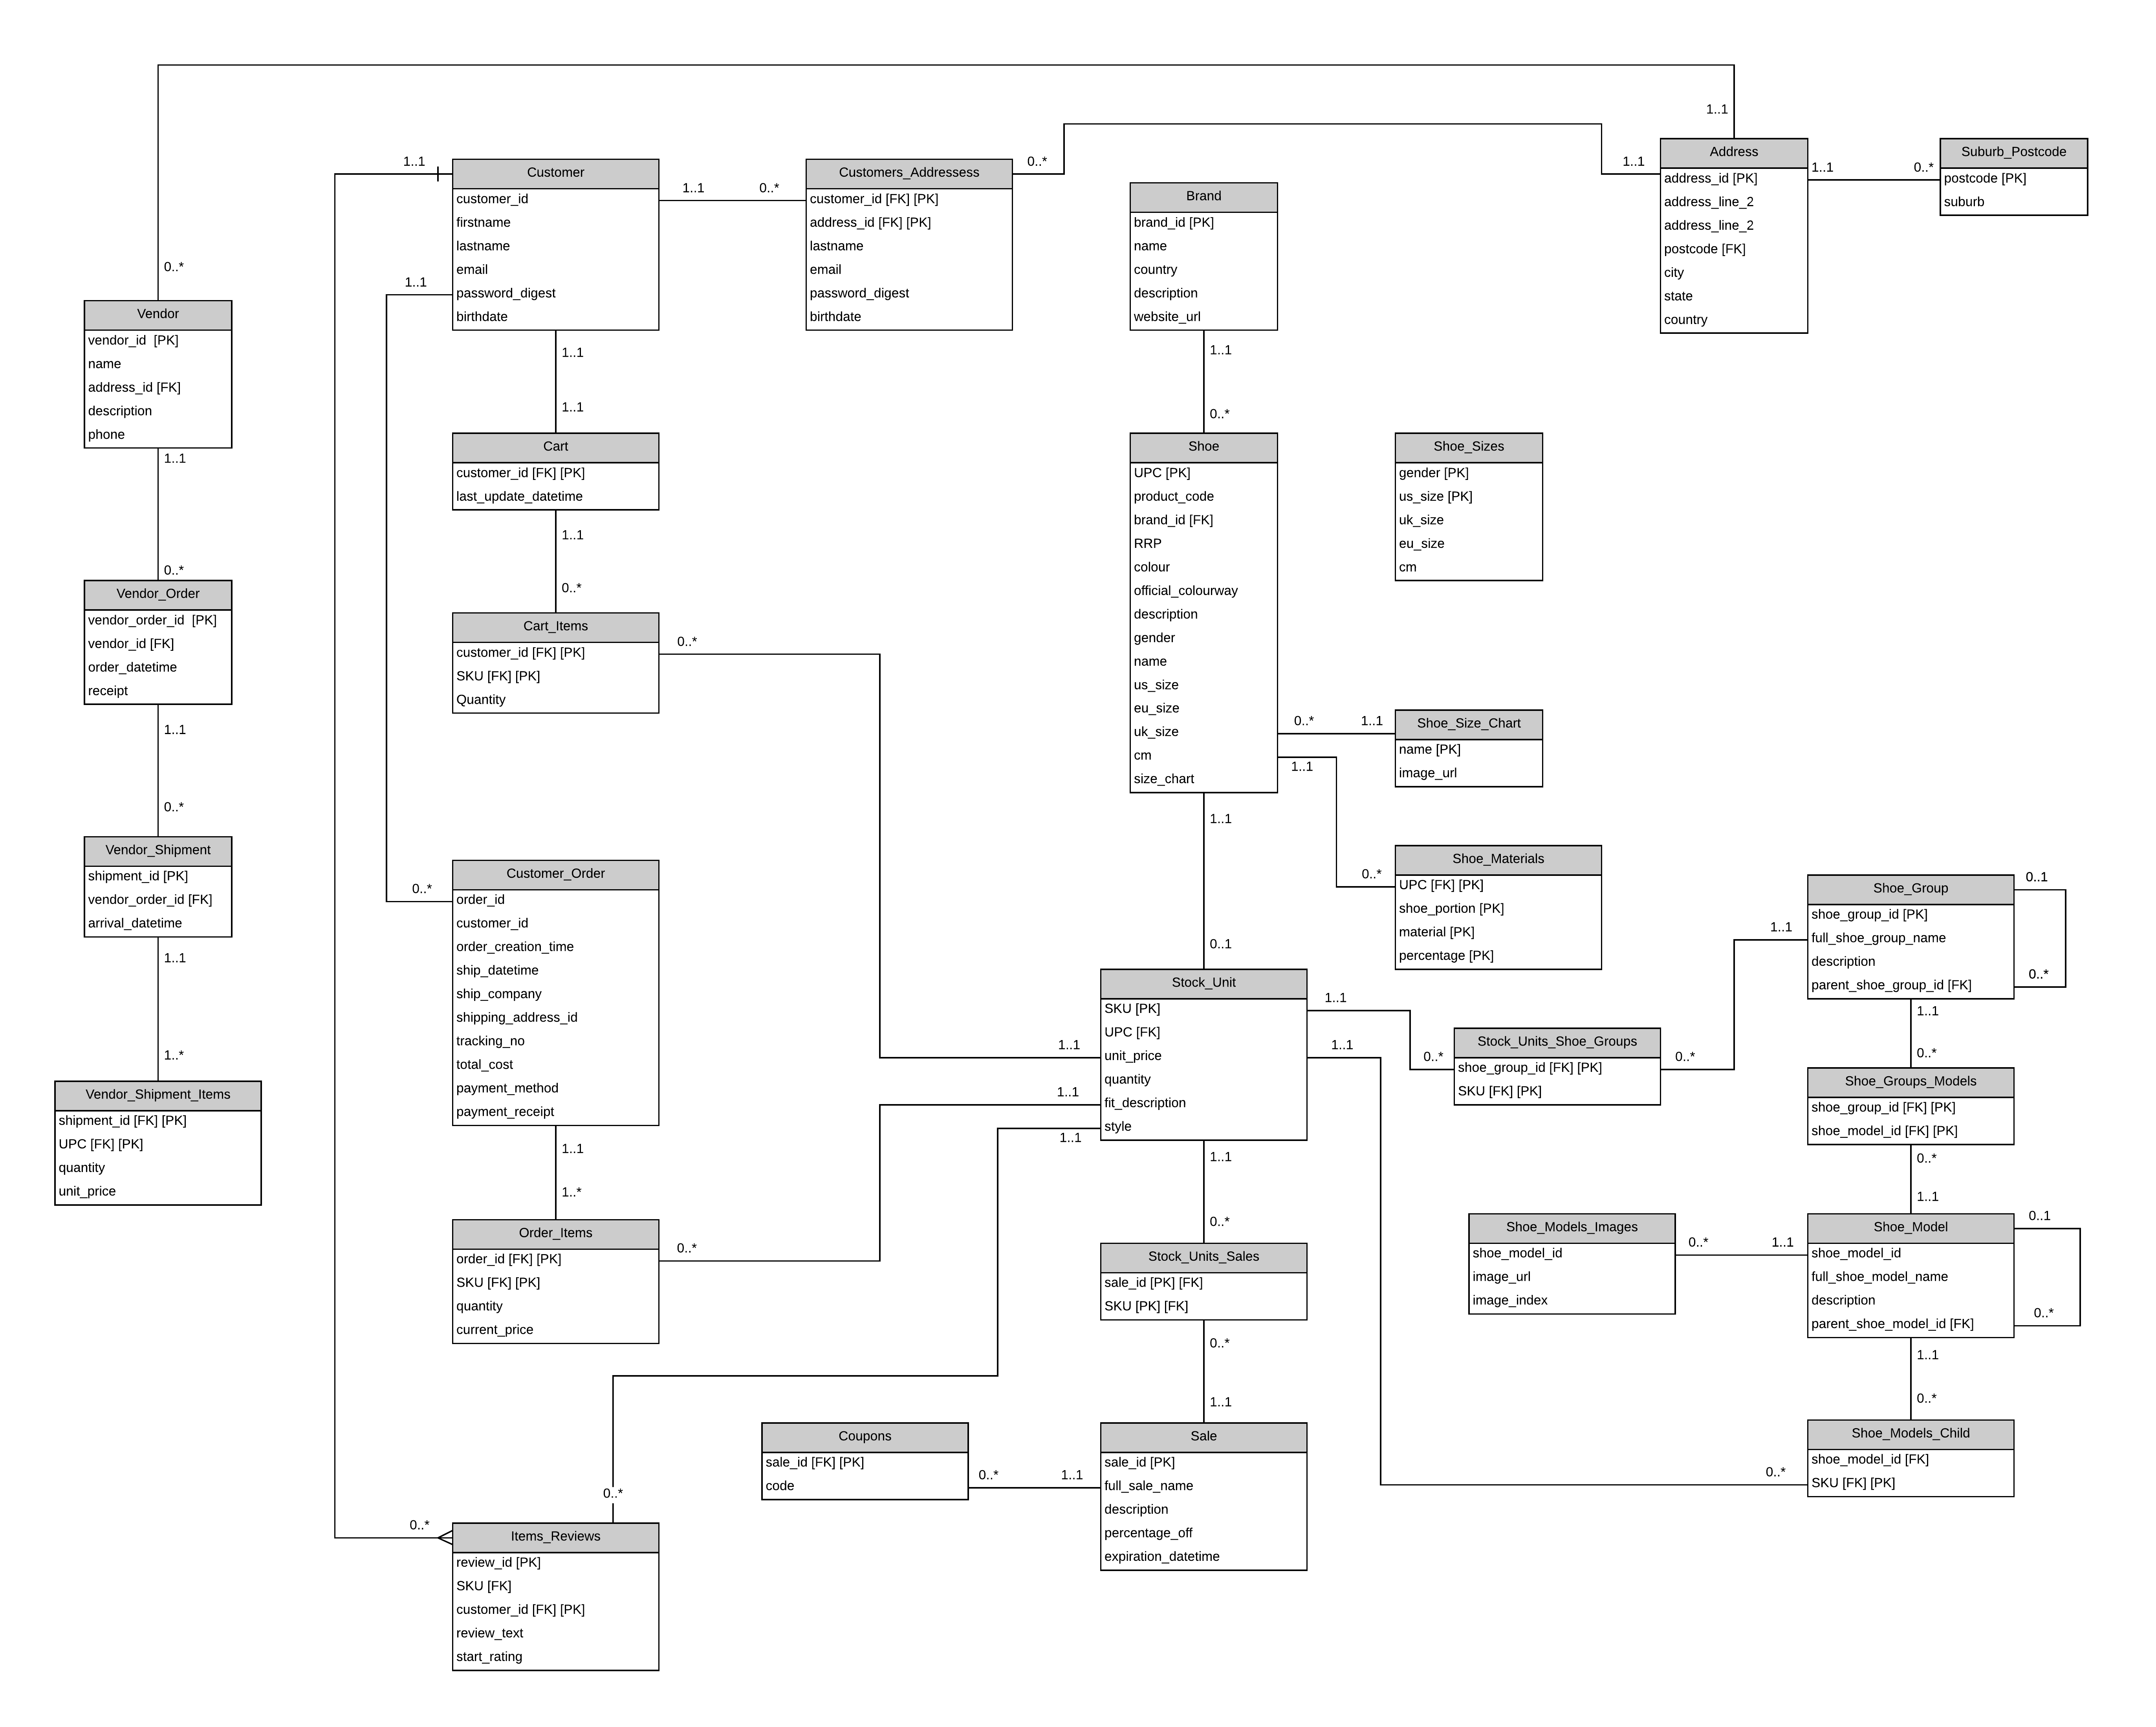 1..1
1..1
Customer
customer_id
firstname
lastname
email
password_digest
birthdate
1..1
0..*
Customers_Addressess
customer_id [FK] [PK]
address_id [FK] [PK]
lastname
email
password_digest
birthdate
0..*
1..1
Address
address_id [PK]
address_line_2
address_line_2
postcode [FK]
city
state
country
1..1
0..*
Suburb_Postcode
postcode [PK]
suburb
Brand
brand_id [PK]
name
country
description
website_url
1..1
0..*
0..*
Vendor
vendor_id  [PK]
name
address_id [FK]
description
phone
1..1
0..*
Vendor_Order
vendor_order_id  [PK]
vendor_id [FK]
order_datetime
receipt
1..1
0..*
Vendor_Shipment
shipment_id [PK]
vendor_order_id [FK]
arrival_datetime
1..1
1..*
Vendor_Shipment_Items
shipment_id [FK] [PK]
UPC [FK] [PK]
quantity
unit_price
1..1
1..1
1..1
Cart
customer_id [FK] [PK]
last_update_datetime
1..1
0..*
Cart_Items
customer_id [FK] [PK]
SKU [FK] [PK]
Quantity
0..*
1..1
0..*
Customer_Order
order_id
customer_id
order_creation_time
ship_datetime
ship_company
shipping_address_id
tracking_no
total_cost
payment_method
payment_receipt
1..1
1..*
Order_Items
order_id [FK] [PK]
SKU [FK] [PK]
quantity
current_price
0..*
1..1
Shoe
UPC [PK]
product_code
brand_id [FK]
RRP
colour
official_colourway
description
gender
name
us_size
eu_size
uk_size
cm
size_chart
Shoe_Sizes
gender [PK]
us_size [PK]
uk_size
eu_size
cm
0..*
1..1
Shoe_Size_Chart
name [PK]
image_url
1..1
0..*
Shoe_Materials
UPC [FK] [PK]
shoe_portion [PK]
material [PK]
percentage [PK]
1..1
0..1
Stock_Unit
SKU [PK]
UPC [FK]
unit_price
quantity
fit_description
style
1..1
1..1
0..*
Stock_Units_Shoe_Groups
shoe_group_id [FK] [PK]
SKU [FK] [PK]
0..*
1..1
Shoe_Group
shoe_group_id [PK]
full_shoe_group_name
description
parent_shoe_group_id [FK]
0..1
0..*
1..1
0..*
Shoe_Groups_Models
shoe_group_id [FK] [PK]
shoe_model_id [FK] [PK]
0..*
1..1
Shoe_Models_Images
shoe_model_id
image_url
image_index
0..*
1..1
Shoe_Model
shoe_model_id
full_shoe_model_name
description
parent_shoe_model_id [FK]
0..1
0..*
1..1
0..*
Shoe_Models_Child
shoe_model_id [FK]
SKU [FK] [PK]
1..1
0..*
1..1
0..*
Stock_Units_Sales
sale_id [PK] [FK]
SKU [PK] [FK]
0..*
1..1
Coupons
sale_id [FK] [PK]
code
0..*
1..1
Sale
sale_id [PK]
full_sale_name
description
percentage_off
expiration_datetime
0..*
0..*
Items_Reviews
review_id [PK]
SKU [FK]
customer_id [FK] [PK]
review_text
start_rating